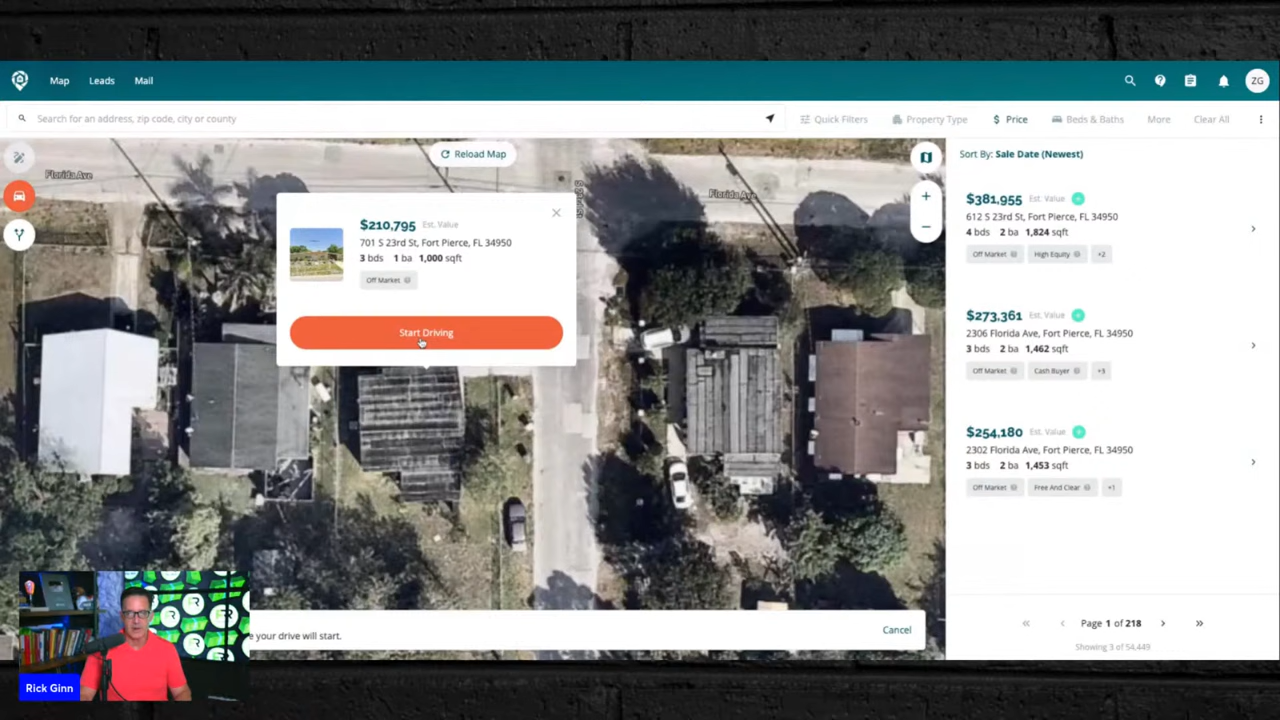 Map Leads Mail
ZG
Search for an address, zip code, city or county
Quick Filters Property Type $ Price Beds & Baths More Clear All
Reload Map
Florida Ave
Florida Ave
$210,795 Est. Value
701 S 23rd St, Fort Pierce, FL 34950
3 bds 1 ba 1,000 sqft
Off Market
Start Driving
e your drive will start.
Cancel
Sort By: Sale Date (Newest)
$381,955 Est. Value
612 S 23rd St, Fort Pierce, FL 34950
4 bds 2 ba 1,824 sqft
Off Market High Equity +2
$273,361 Est. Value
2306 Florida Ave, Fort Pierce, FL 34950
3 bds 2 ba 1,462 sqft
Off Market Cash Buyer +3
$254,180 Est. Value
2302 Florida Ave, Fort Pierce, FL 34950
3 bds 2 ba 1,453 sqft
Off Market Free And Clear +1
Page 1 of 218
Showing 3 of 54,449
Rick Ginn